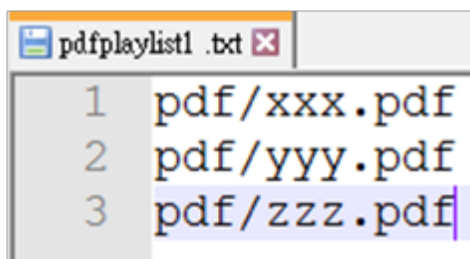 pdfplaylist1 .txt
1 pdf/xxx.pdf
2 pdf/yyy.pdf
3 pdf/zzz.pdf